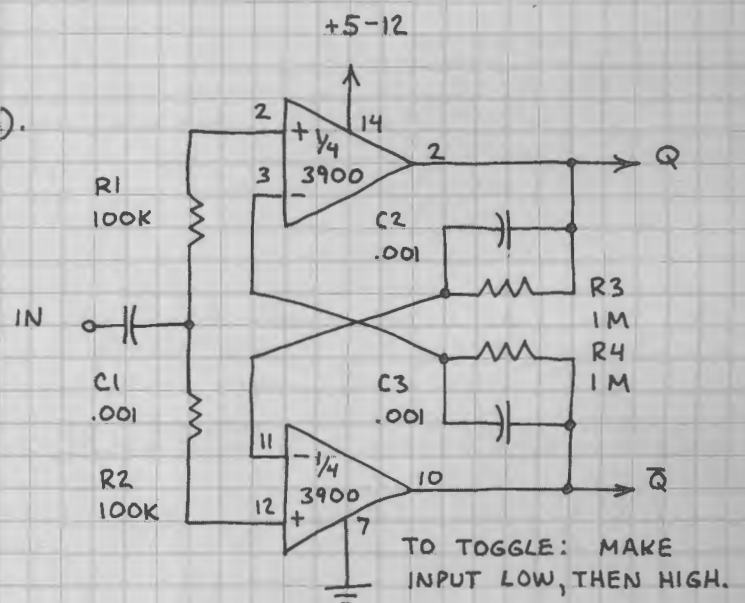 +5-12
).
2
+
1/4
14
3900
2
Q
3
-
R1
100K
C2
.001
IN
R3
1M
R4
1M
C1
.001
C3
.001
11
-
1/4
3900
10
Q̅
R2
100K
12
+
7
TO TOGGLE: MAKE
INPUT LOW, THEN HIGH.